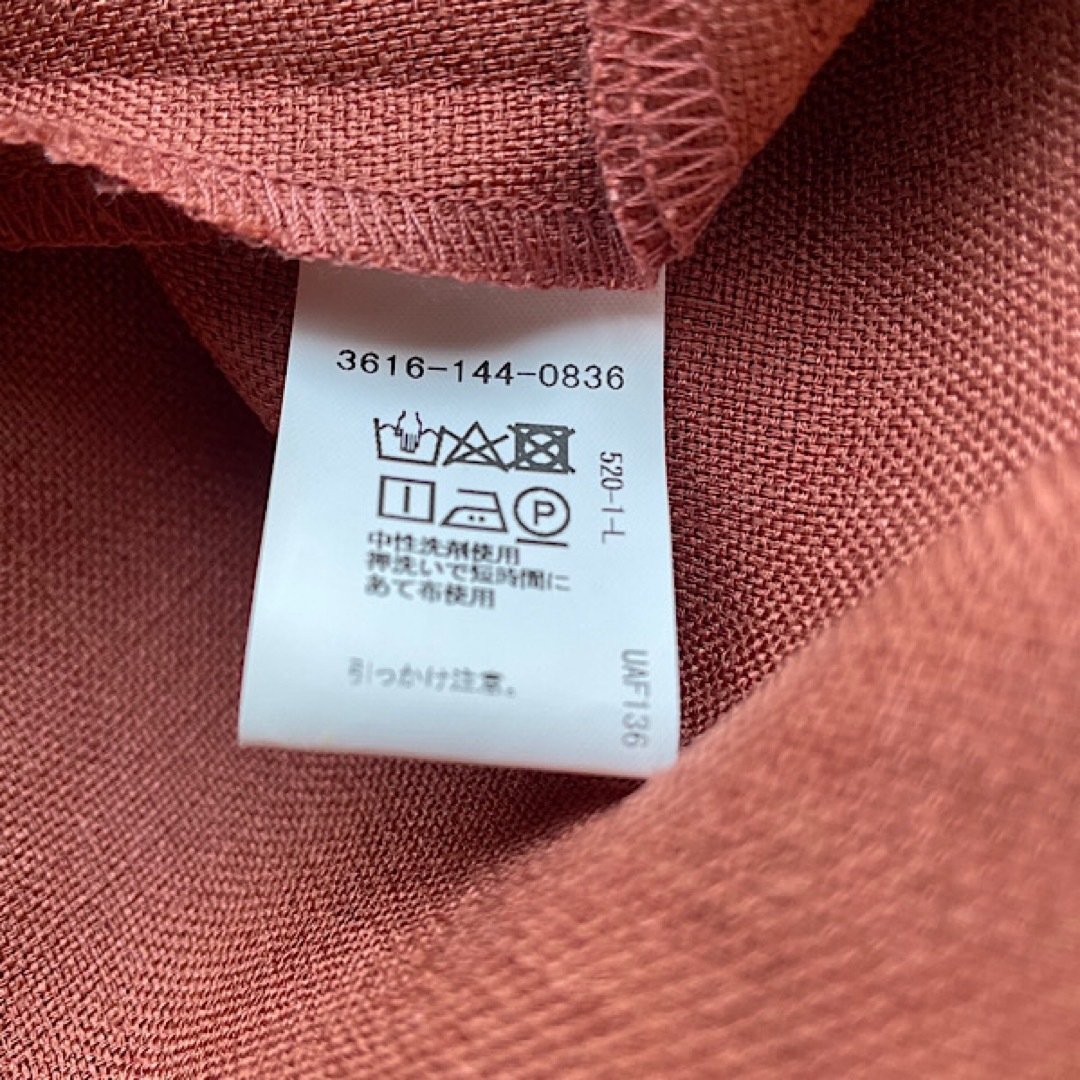 3616-144-0836
P
520-1-L
中性洗剤使用
押洗いで短時間に
あて布使用
引っかけ注意。
UAF136